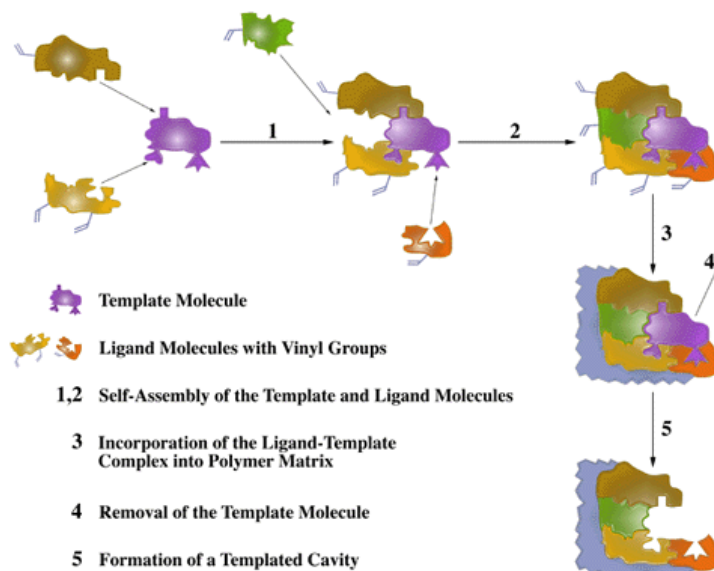 1
2
3
4
5
Template Molecule
Ligand Molecules with Vinyl Groups
1,2 Self-Assembly of the Template and Ligand Molecules
3 Incorporation of the Ligand-Template
Complex into Polymer Matrix
4 Removal of the Template Molecule
5 Formation of a Templated Cavity